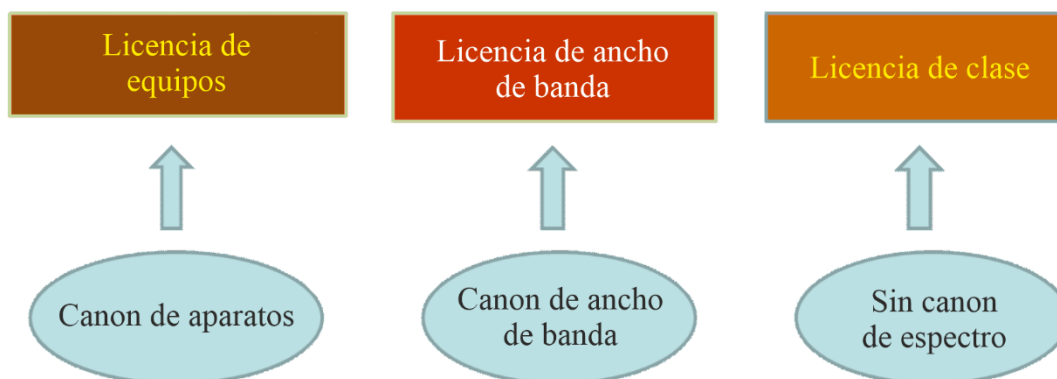 Licencia de
equipos
Licencia de ancho
de banda
Licencia de clase
Canon de aparatos
Canon de ancho
de banda
Sin canon
de espectro